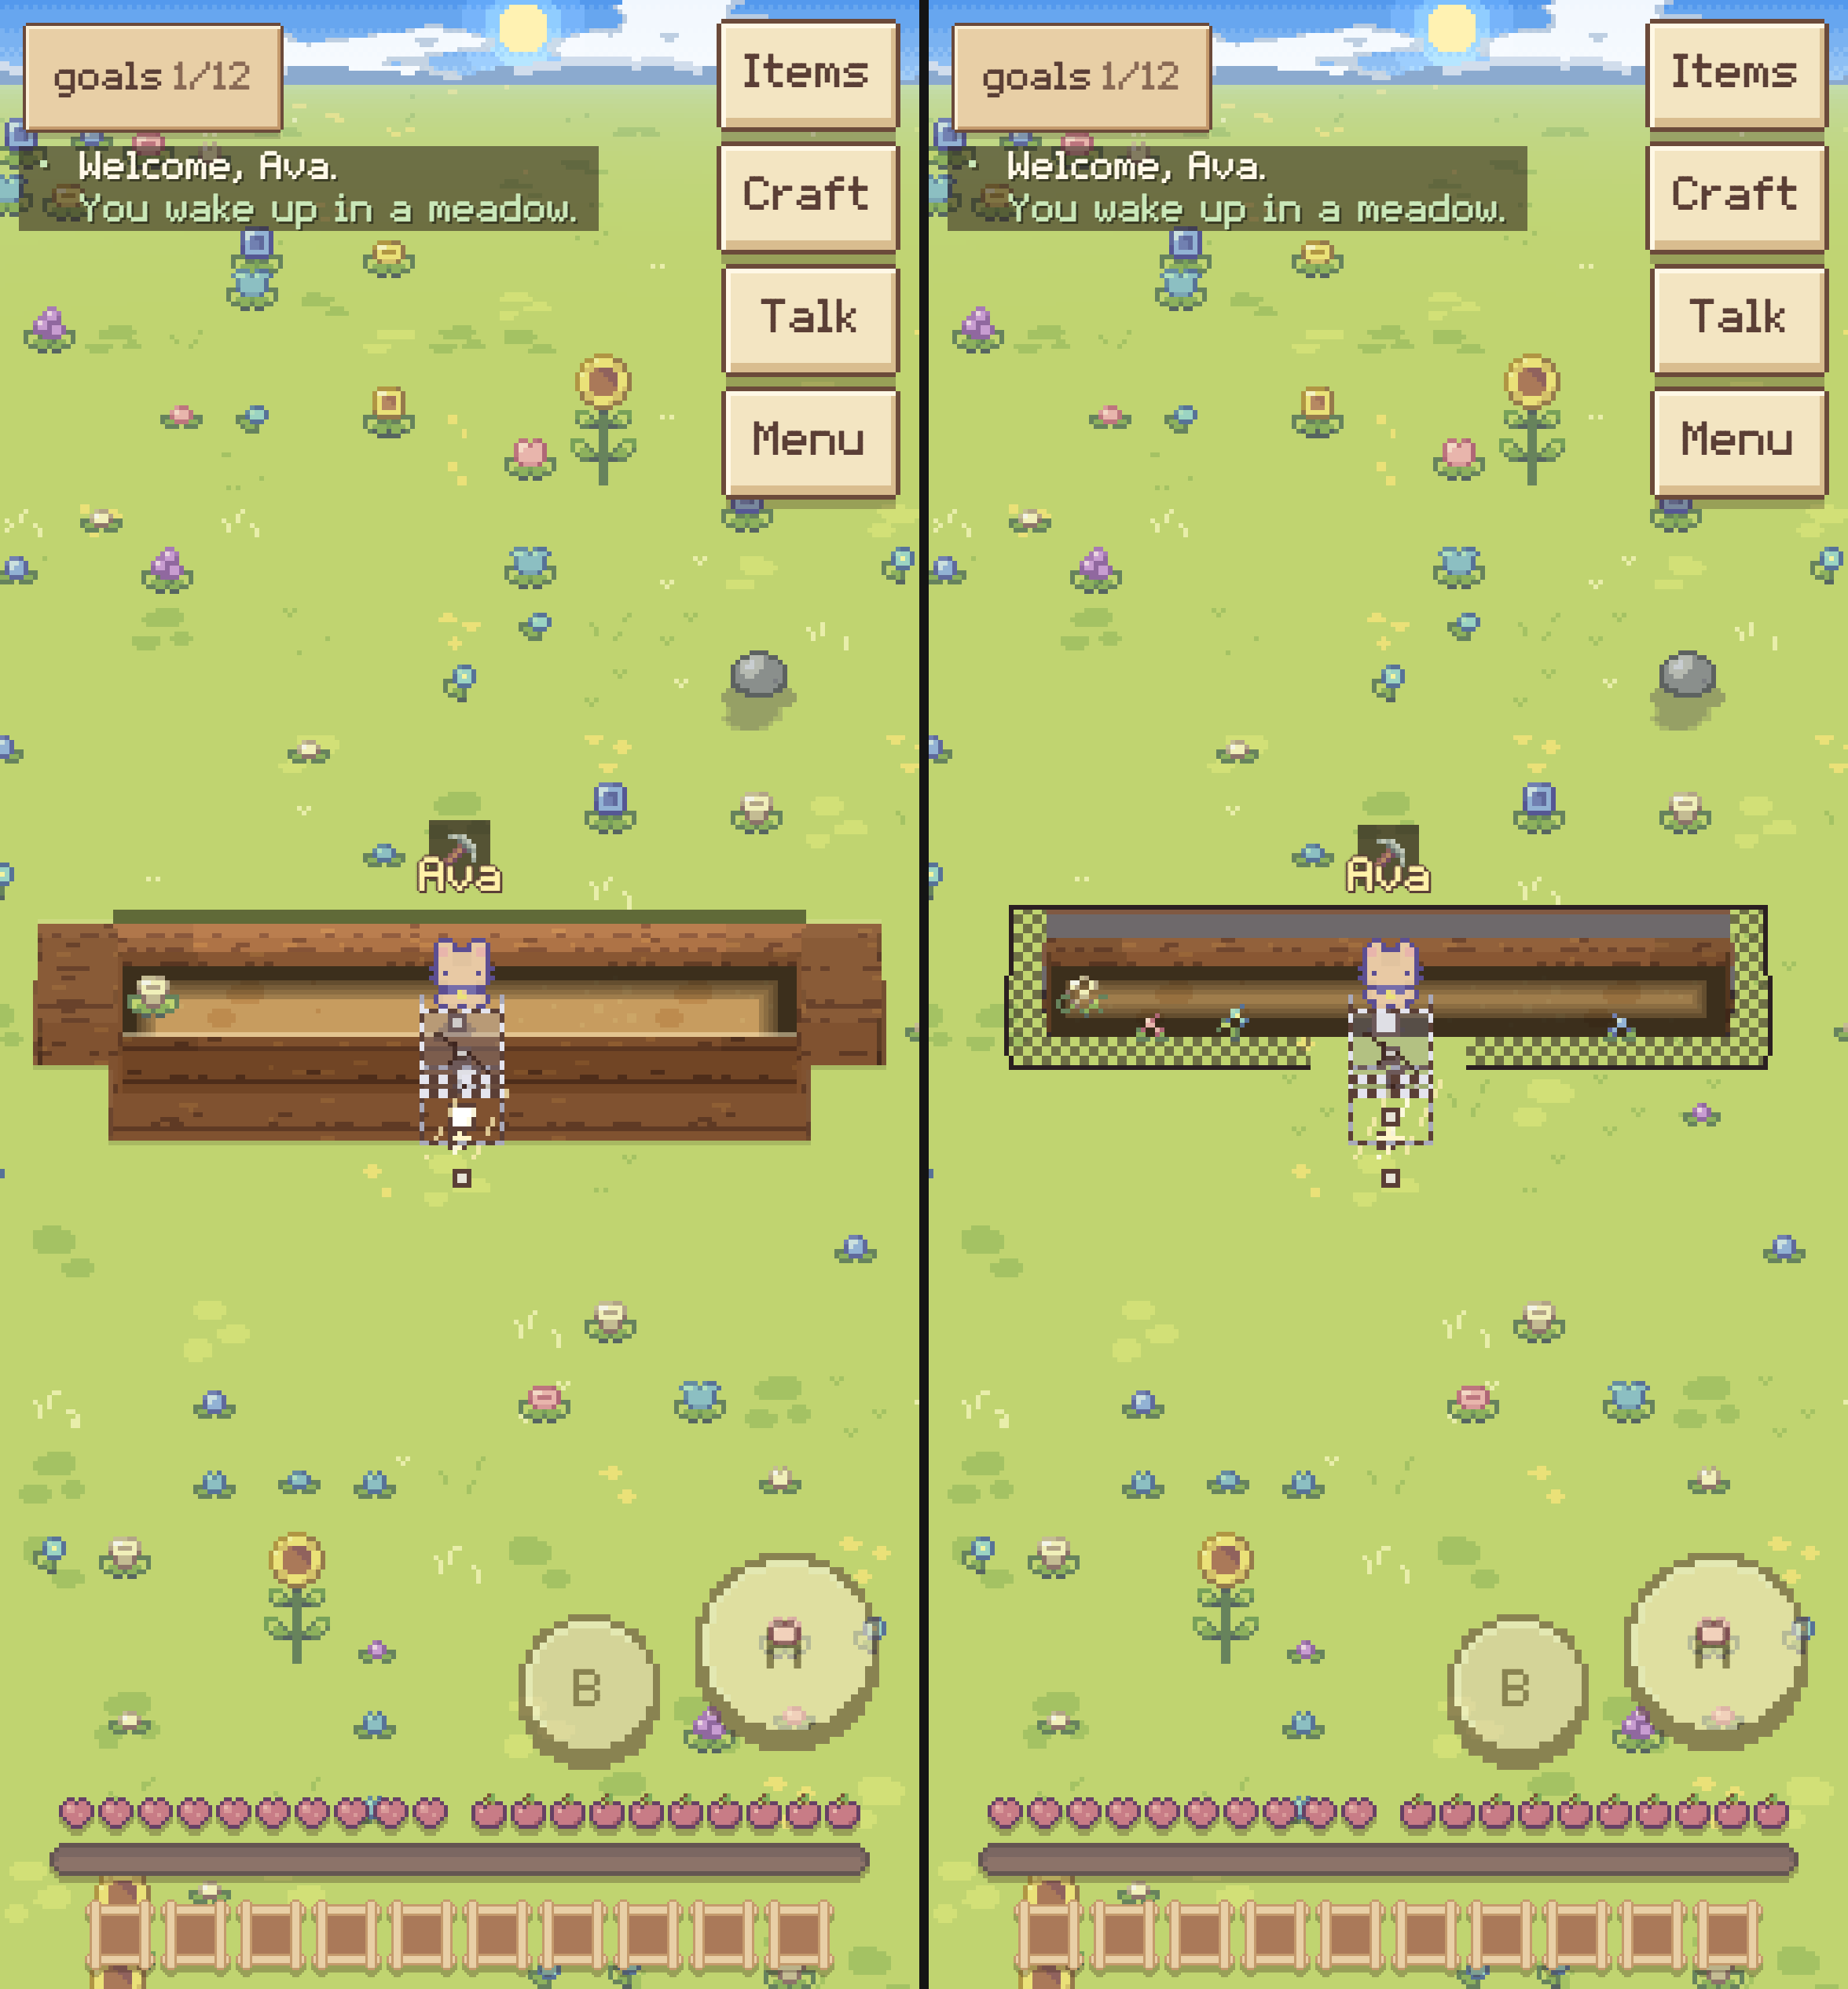 goals 1/12
Items
Welcome, Ava.
You wake up in a meadow.
Craft
Talk
Menu
Ava
A
B
goals 1/12
Items
Welcome, Ava.
You wake up in a meadow.
Craft
Talk
Menu
Ava
A
B